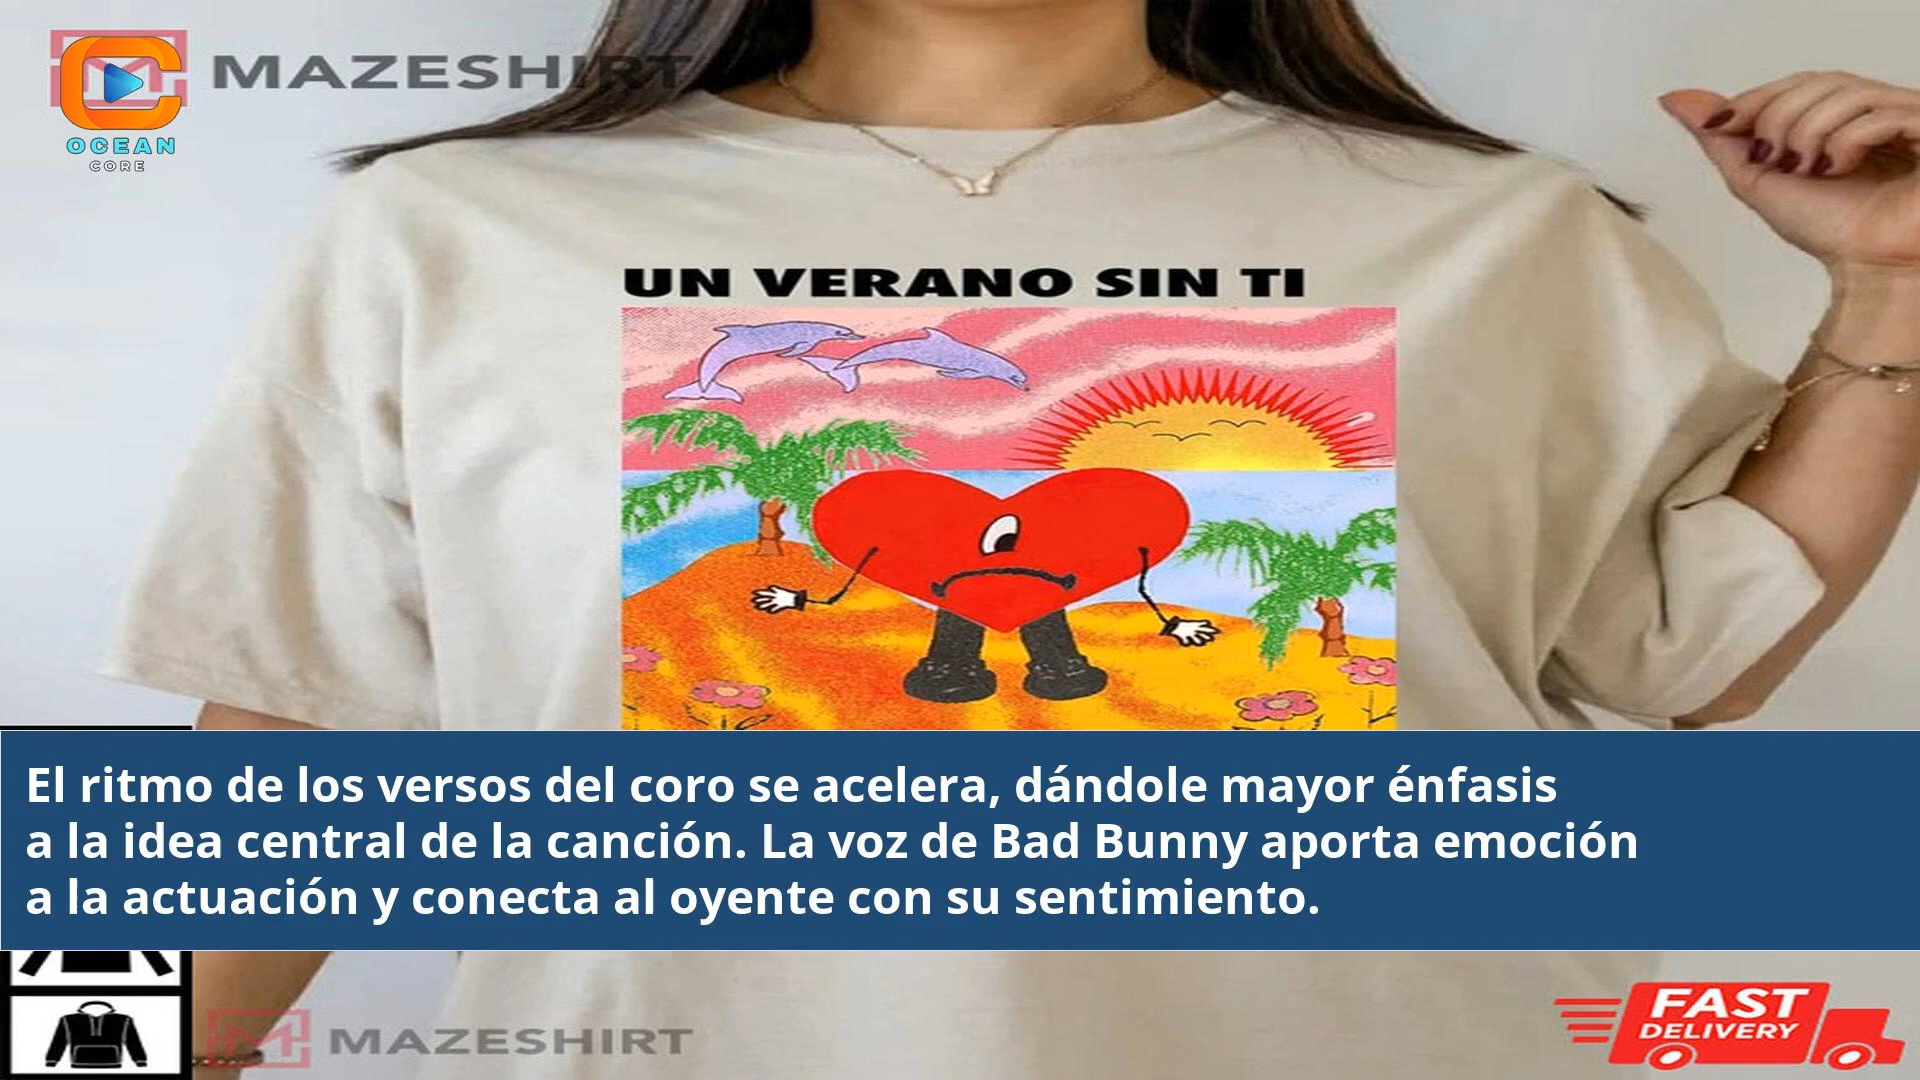 MAZESHIRT
OCEAN
CORE
UN VERANO SIN TI
El ritmo de los versos del coro se acelera, dándole mayor énfasis
a la idea central de la canción. La voz de Bad Bunny aporta emoción
a la actuación y conecta al oyente con su sentimiento.
MAZESHIRT
FAST
DELIVERY